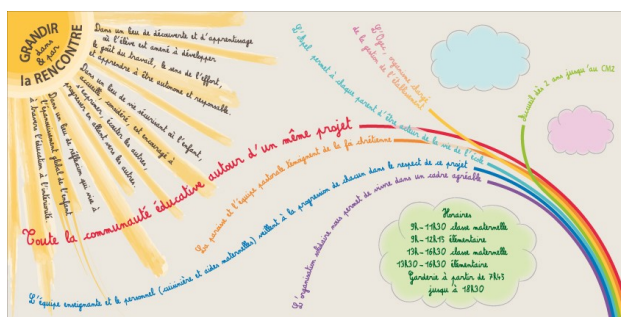 GRANDIR
dans
& par
la RENCONTRE
Dans un lieu de découverte et d'apprentissage
où l'élève est amené à développer
le goût du travail, le sens de l'effort,
apprendre à être autonome et responsable.
Dans un lieu de vie sécurisant où l'enfant,
accueilli, considéré, est encouragé à
s'exprimer, écouter les autres,
progresser en allant vers les autres.
Dans un lieu de réflexion qui vise à
l'épanouissement global de l'enfant
à travers l'éducation à l'intériorité
Toute la communauté éducative autour d'un même projet
L'Ogec, organisme chargé
de la gestion de l'établissement
L'Apel permet à chaque parent d'être acteur de la vie de l'école
accueil dès 2 ans jusqu'au CM2
La paroisse et l'équipe pastorale témoignent de la foi chrétienne
L'équipe enseignante et le personnel (cuisinière et aides maternelles) veillent à la progression de chacun dans le respect de ce projet
L'organisation solidaire nous permet de vivre dans un cadre agréable
Horaires
9h-11h30 classe maternelle
9h-12h15 élémentaire
13h-16h30 classe maternelle
13h30-16h30 élémentaire
Garderie à partir de 7h45
jusqu'à 18h30